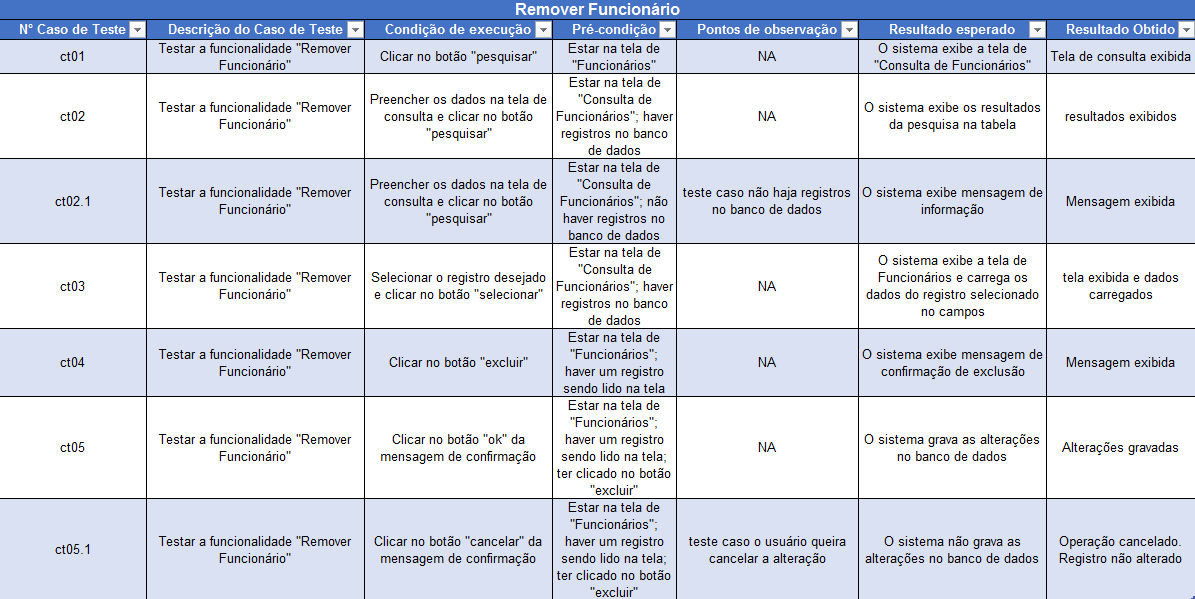 Remover Funcionário
N° Caso de Teste
Descrição do Caso de Teste
Condição de execução
Pré-condição
Pontos de observação
Resultado esperado
Resultado Obtido
ct01
Testar a funcionalidade "Remover
Funcionário"
Clicar no botão "pesquisar"
Estar na tela de
"Funcionários"
NA
O sistema exibe a tela de
"Consulta de Funcionários"
Tela de consulta exibida
ct02
Testar a funcionalidade "Remover
Funcionário"
Preencher os dados na tela de
consulta e clicar no botão
"pesquisar"
Estar na tela de
"Consulta de
Funcionários"; haver
registros no banco
de dados
NA
O sistema exibe os resultados
da pesquisa na tabela
resultados exibidos
ct02.1
Testar a funcionalidade "Remover
Funcionário"
Preencher os dados na tela de
consulta e clicar no botão
"pesquisar"
Estar na tela de
"Consulta de
Funcionários"; não
haver registros no
banco de dados
teste caso não haja registros
no banco de dados
O sistema exibe mensagem de
informação
Mensagem exibida
ct03
Testar a funcionalidade "Remover
Funcionário"
Selecionar o registro desejado
e clicar no botão "selecionar"
Estar na tela de
"Consulta de
Funcionários"; haver
registros no banco
de dados
NA
O sistema exibe a tela de
Funcionários e carrega os
dados do registro selecionado
no campos
tela exibida e dados
carregados
ct04
Testar a funcionalidade "Remover
Funcionário"
Clicar no botão "excluir"
Estar na tela de
"Funcionários";
haver um registro
sendo lido na tela
NA
O sistema exibe mensagem de
confirmação de exclusão
Mensagem exibida
ct05
Testar a funcionalidade "Remover
Funcionário"
Clicar no botão "ok" da
mensagem de confirmação
Estar na tela de
"Funcionários";
haver um registro
sendo lido na tela;
ter clicado no botão
"excluir"
NA
O sistema grava as alterações
no banco de dados
Alterações gravadas
ct05.1
Testar a funcionalidade "Remover
Funcionário"
Clicar no botão "cancelar" da
mensagem de confirmação
Estar na tela de
"Funcionários";
haver um registro
sendo lido na tela;
ter clicado no botão
"excluir"
teste caso o usuário queira
cancelar a alteração
O sistema não grava as
alterações no banco de dados
Operação cancelado.
Registro não alterado